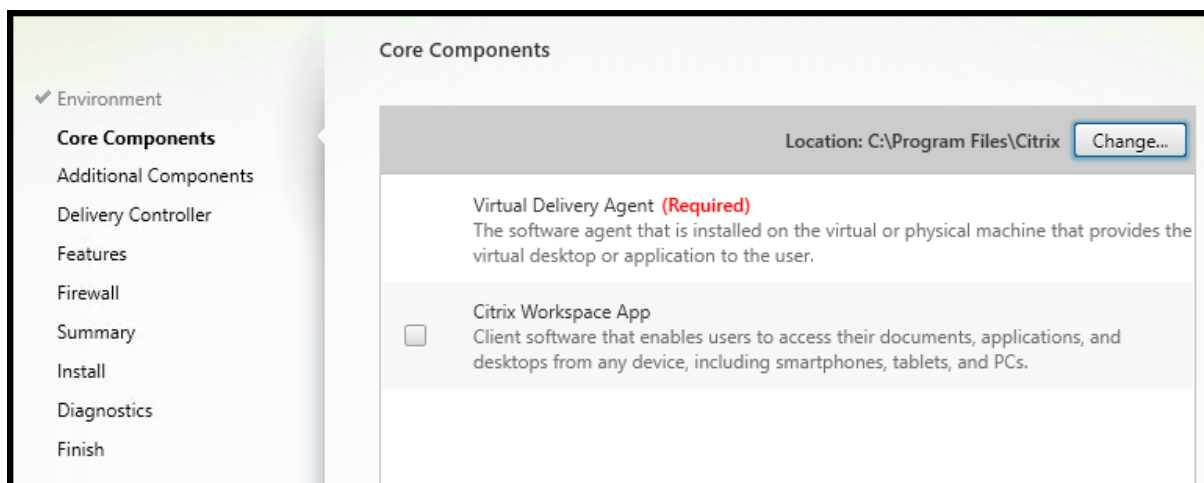 Core Components
Environment
Core Components
Additional Components
Delivery Controller
Features
Firewall
Summary
Install
Diagnostics
Finish
Location: C:\Program Files\Citrix Change...
Virtual Delivery Agent (Required)
The software agent that is installed on the virtual or physical machine that provides the
virtual desktop or application to the user.
Citrix Workspace App
Client software that enables users to access their documents, applications, and
desktops from any device, including smartphones, tablets, and PCs.